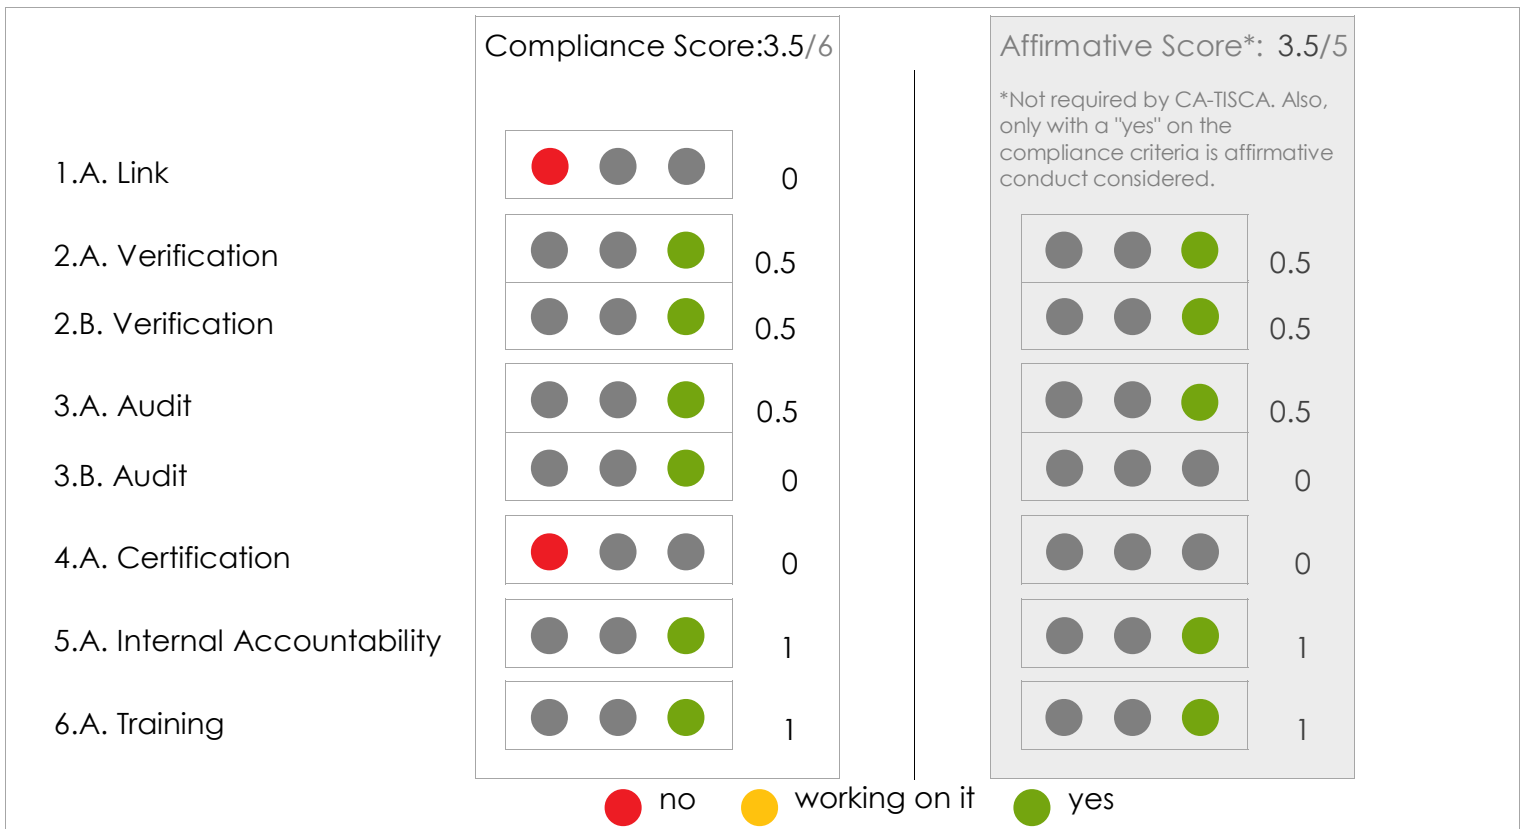 Compliance Score:3.5/6
Affirmative Score*: 3.5/5
*Not required by CA-TISCA. Also,
only with a "yes" on the
compliance criteria is affirmative
conduct considered.
1.A. Link 0
2.A. Verification 0.5 0.5
2.B. Verification 0.5 0.5
3.A. Audit 0.5 0.5
3.B. Audit 0 0
4.A. Certification 0 0
5.A. Internal Accountability 1 1
6.A. Training 1 1
no working on it yes